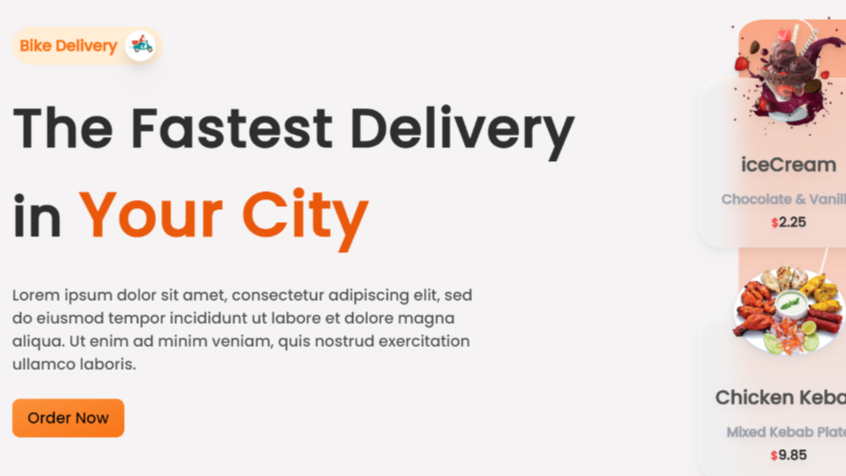 Bike Delivery
The Fastest Delivery
in Your City
Lorem ipsum dolor sit amet, consectetur adipiscing elit, sed
do eiusmod tempor incididunt ut labore et dolore magna
aliqua. Ut enim ad minim veniam, quis nostrud exercitation
ullamco laboris.
Order Now
iceCream
Chocolate & Vanill
$2.25
Chicken Keba
Mixed Kebab Plate
$9.85